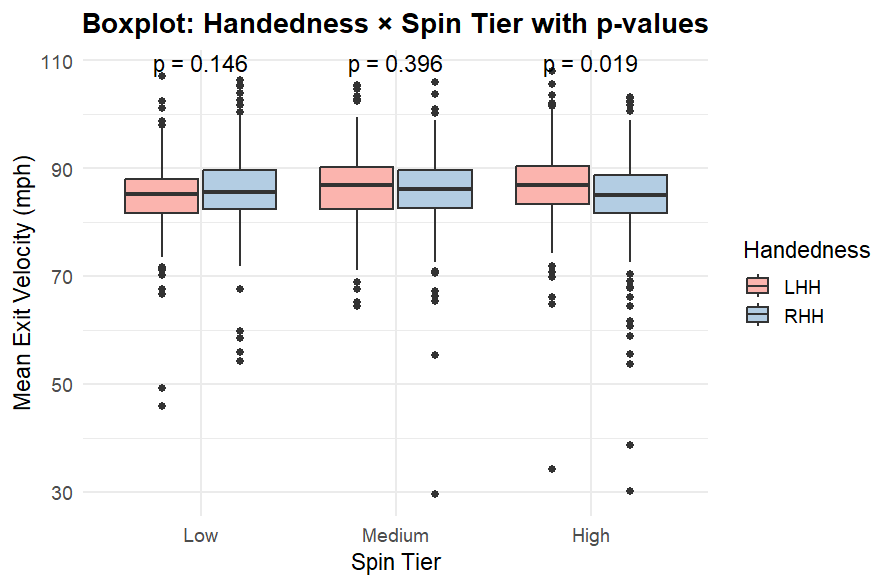 Boxplot: Handedness × Spin Tier with p-values
p = 0.146 p = 0.396 p = 0.019
110
90
70
50
30
Mean Exit Velocity (mph)
Low Medium High
Spin Tier
Handedness
LHH
RHH